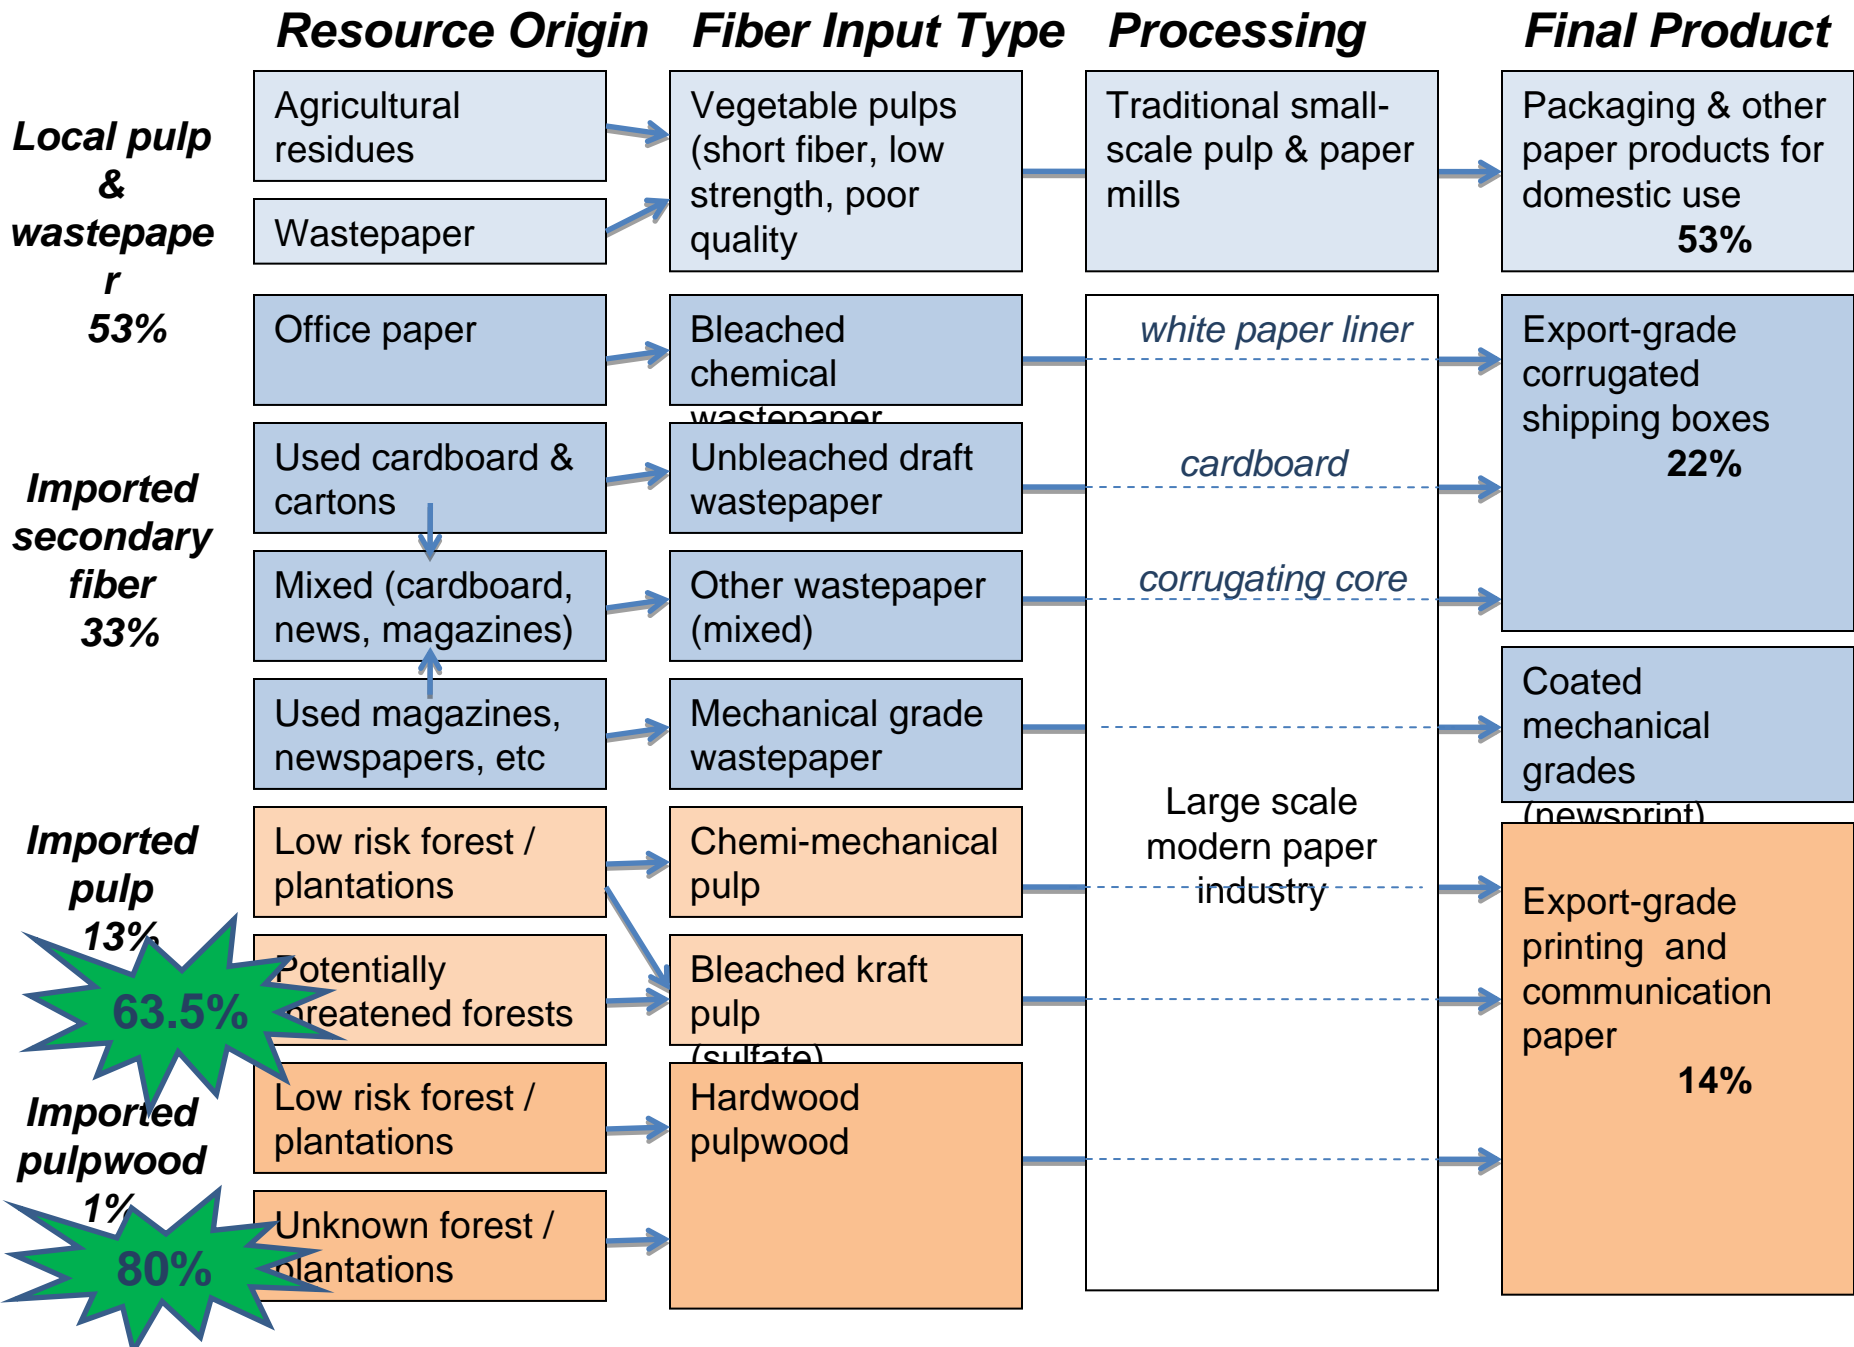 Resource Origin
Fiber Input Type
Processing
Final Product
Local pulp
&
wastepape
r
53%
Agricultural
residues
Wastepaper
Vegetable pulps
(short fiber, low
strength, poor
quality
Traditional small-
scale pulp & paper
mills
Packaging & other
paper products for
domestic use
53%
Imported
secondary
fiber
33%
Office paper
Bleached
chemical
wastepaper
white paper liner
Export-grade
corrugated
shipping boxes
22%
Used cardboard &
cartons
Unbleached draft
wastepaper
cardboard
Mixed (cardboard,
news, magazines)
Other wastepaper
(mixed)
corrugating core
Used magazines,
newspapers, etc
Mechanical grade
wastepaper
Coated
mechanical
grades
(newsprint)
Large scale
modern paper
industry
Imported
pulp
13%
63.5%
Low risk forest /
plantations
Chemi-mechanical
pulp
Potentially
threatened forests
Bleached kraft
pulp
(sulfate)
Export-grade
printing and
communication
paper
14%
Imported
pulpwood
1%
80%
Low risk forest /
plantations
Hardwood
pulpwood
Unknown forest /
plantations